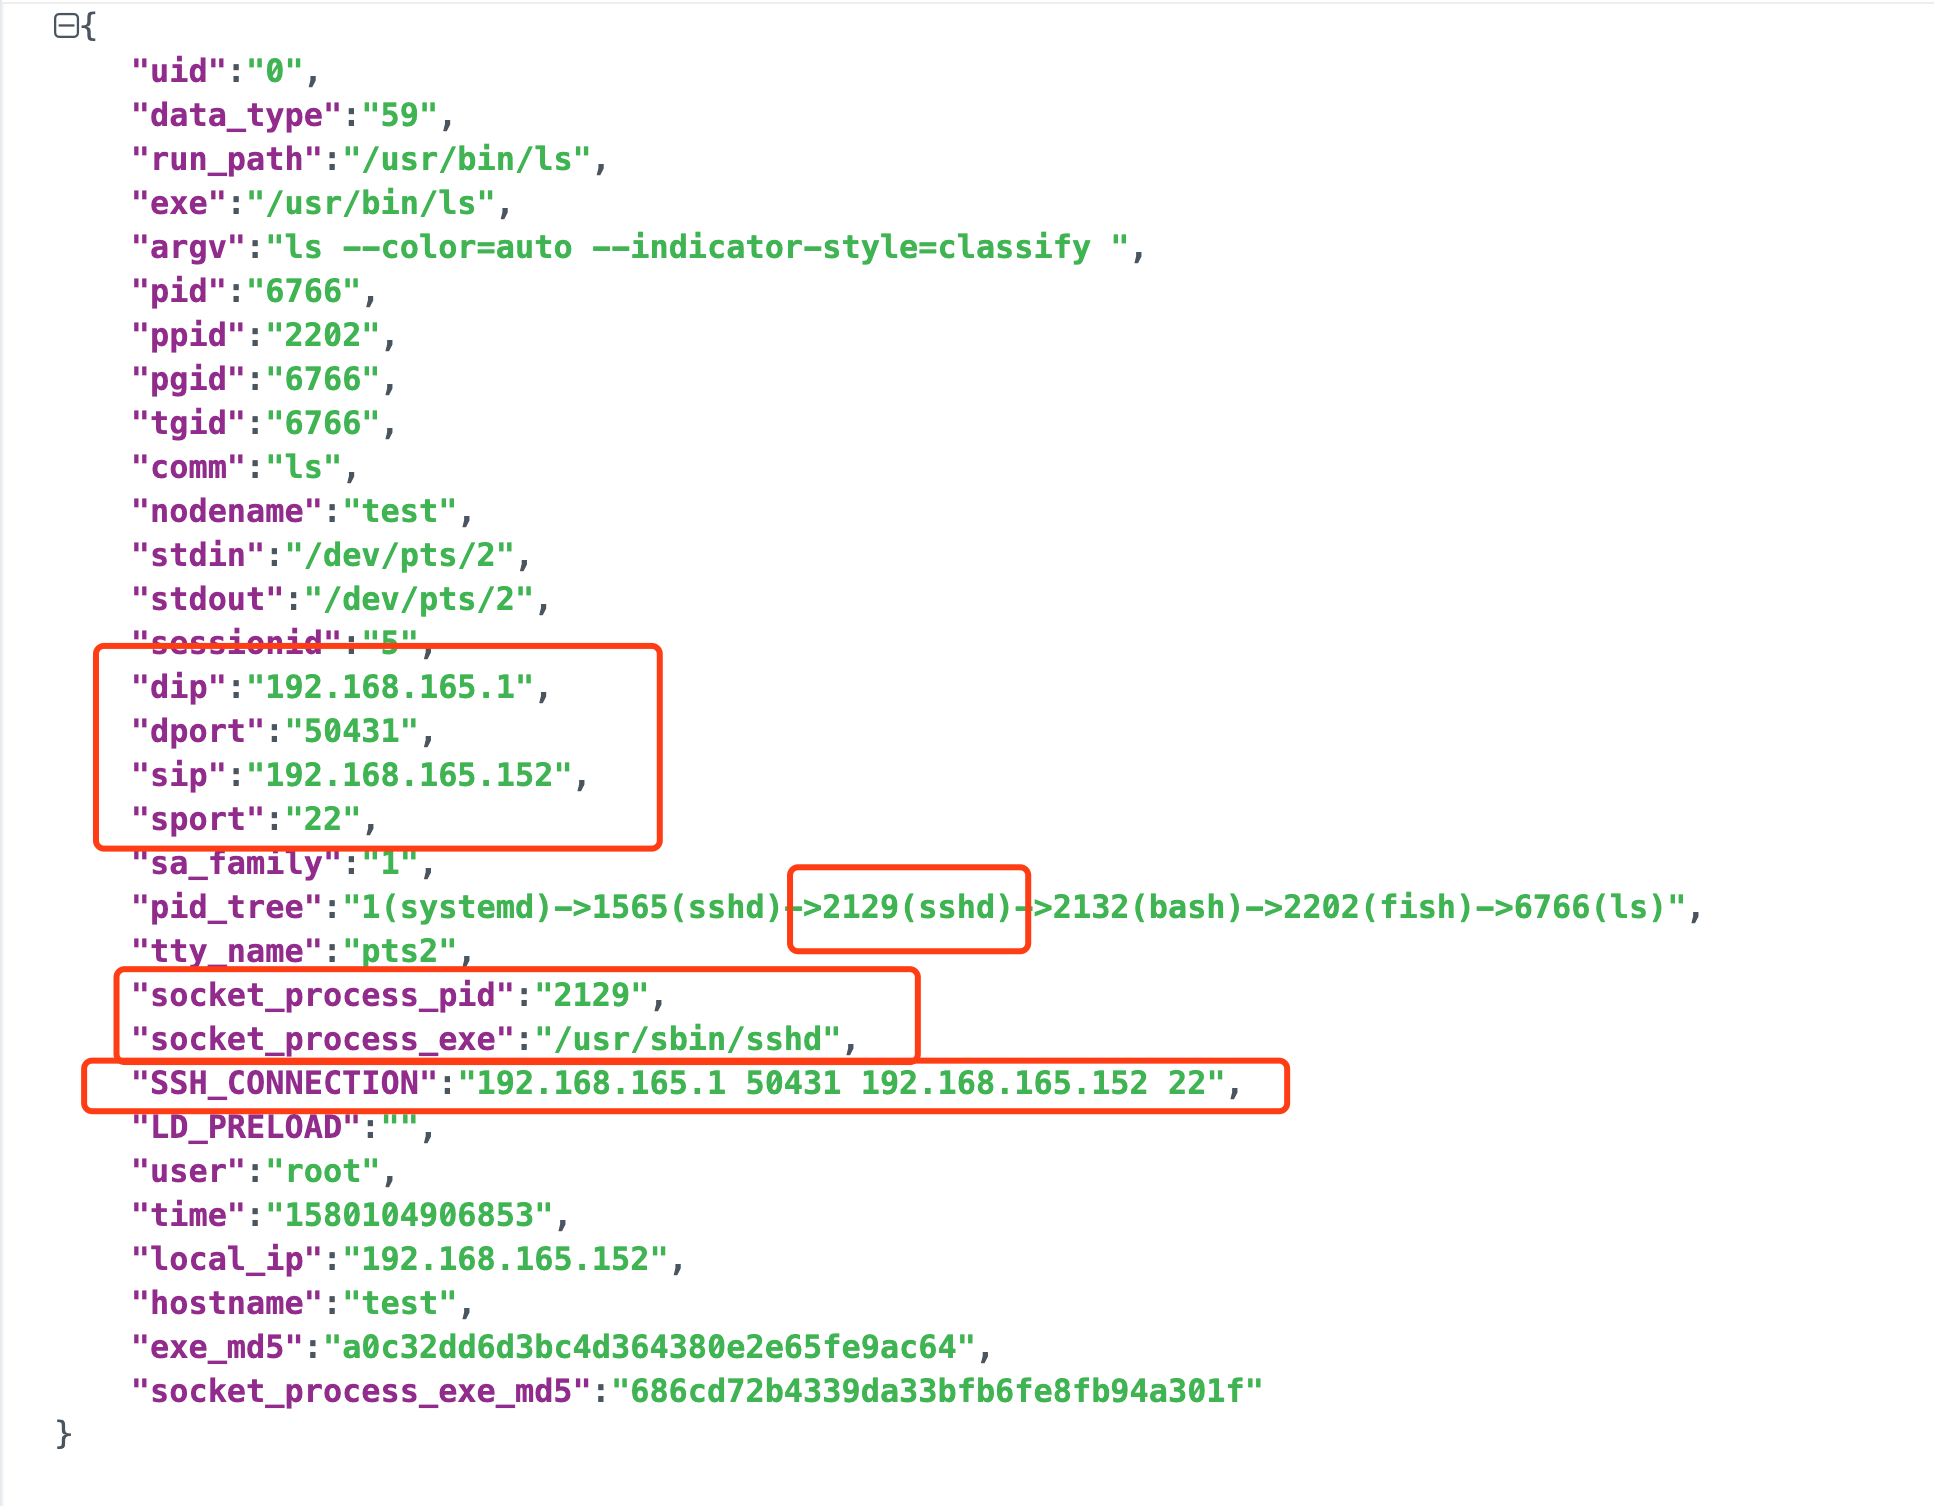 {
"uid":"0",
"data_type":"59",
"run_path":"/usr/bin/ls",
"exe":"/usr/bin/ls",
"argv":"ls --color=auto --indicator-style=classify ",
"pid":"6766",
"ppid":"2202",
"pgid":"6766",
"tgid":"6766",
"comm":"ls",
"nodename":"test",
"stdin":"/dev/pts/2",
"stdout":"/dev/pts/2",
"sessionid":"5",
"dip":"192.168.165.1",
"dport":"50431",
"sip":"192.168.165.152",
"sport":"22",
"sa_family":"1",
"pid_tree":"1(systemd)->1565(sshd)->2129(sshd)->2132(bash)->2202(fish)->6766(ls)",
"tty_name":"pts2",
"socket_process_pid":"2129",
"socket_process_exe":"/usr/sbin/sshd",
"SSH_CONNECTION":"192.168.165.1 50431 192.168.165.152 22",
"LD_PRELOAD":"",
"user":"root",
"time":"1580104906853",
"local_ip":"192.168.165.152",
"hostname":"test",
"exe_md5":"a0c32dd6d3bc4d364380e2e65fe9ac64",
"socket_process_exe_md5":"686cd72b4339da33bfb6fe8fb94a301f"
}